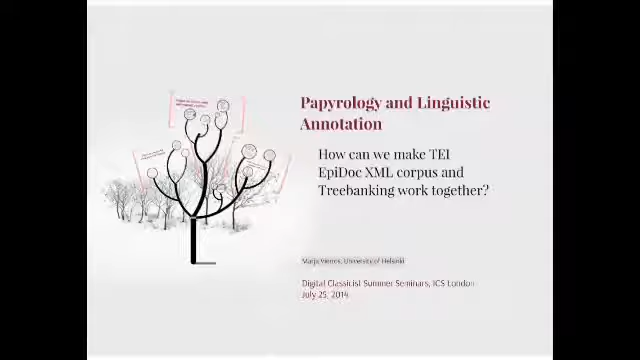 Papyrology and Linguistic
Annotation
How can we make TEI
EpiDoc XML corpus and
Treebanking work together?
Marja Vierros, University of Helsinki
Digital Classicist Summer Seminars, ICS London
July 25, 2014